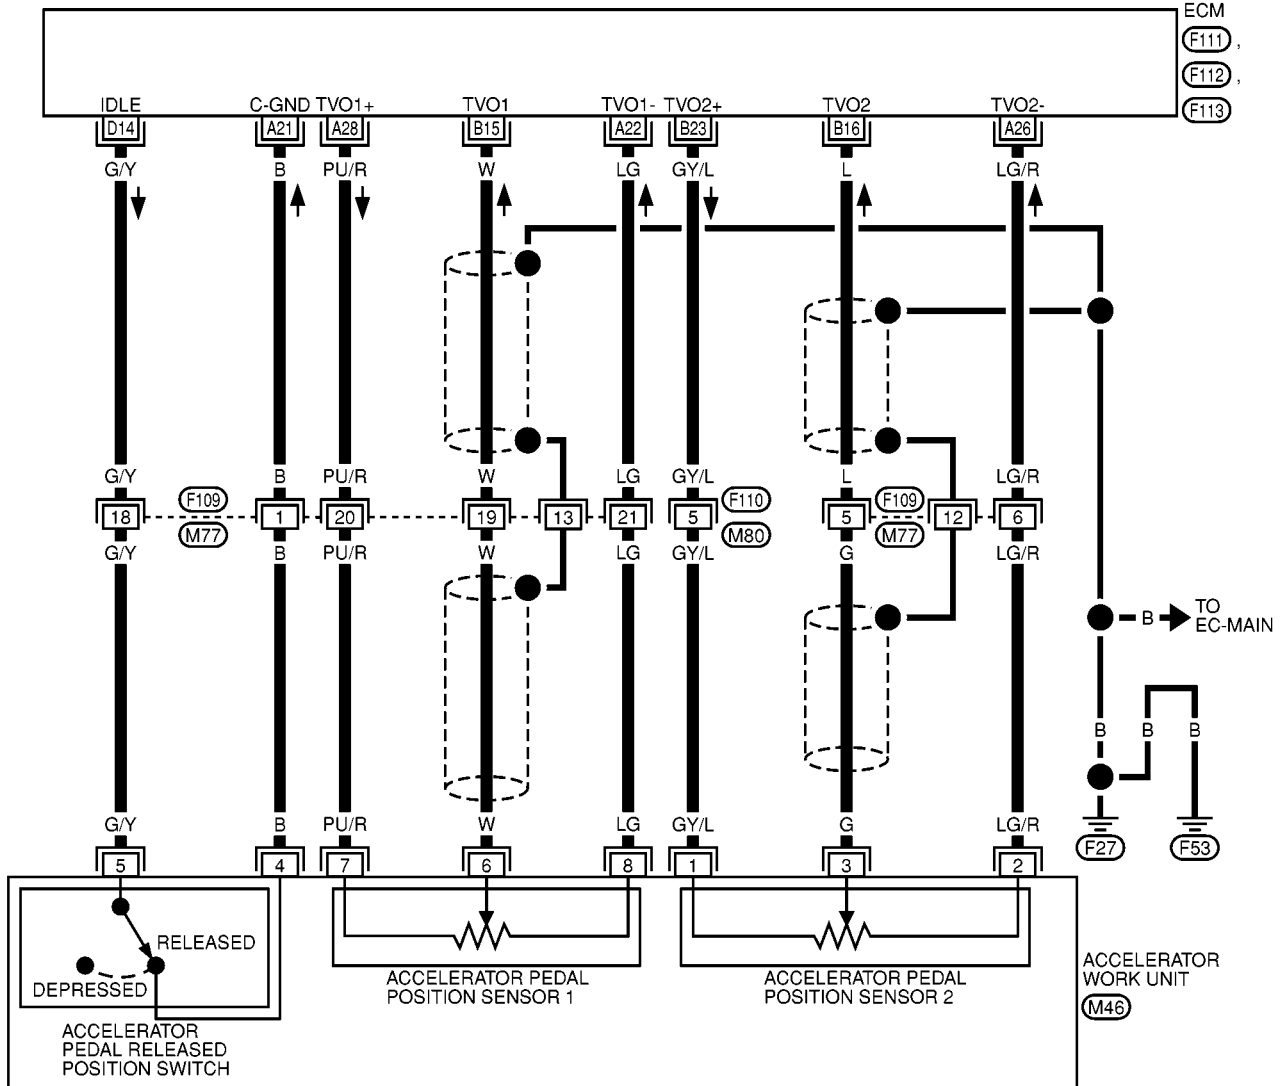 ECM
F111 ,
F112 ,
F113
IDLE C-GND TVO1+ TVO1 TVO1- TVO2+ TVO2 TVO2-
D14 A21 A28 B15 A22 B23 B16 A26
G/Y B PU/R W LG GY/L L LG/R
G/Y B PU/R W LG GY/L L LG/R
F109 F110 F109
18 1 20 19 13 21 5 5 12 6
M77 M80 M77
G/Y B PU/R W LG GY/L G LG/R
B TO
EC-MAIN
B B B
G/Y B PU/R W LG GY/L G LG/R
F27 F53
5 4 7 6 8 1 3 2
RELEASED
DEPRESSED
ACCELERATOR
PEDAL RELEASED
POSITION SWITCH
ACCELERATOR PEDAL
POSITION SENSOR 1
ACCELERATOR PEDAL
POSITION SENSOR 2
ACCELERATOR
WORK UNIT
M46